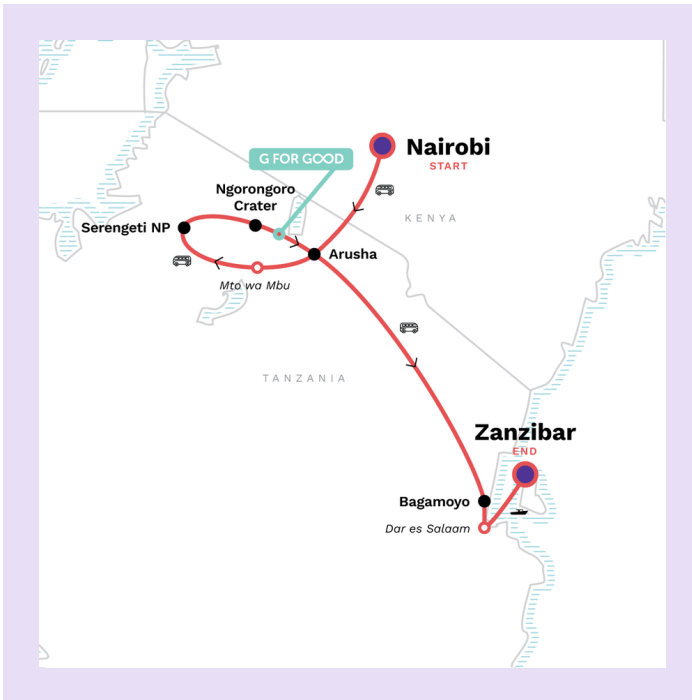 Nairobi
START
G FOR GOOD
Ngorongoro
Crater
KENYA
Serengeti NP
Arusha
Mto wa Mbu
TANZANIA
Zanzibar
END
Bagamoyo
Dar es Salaam